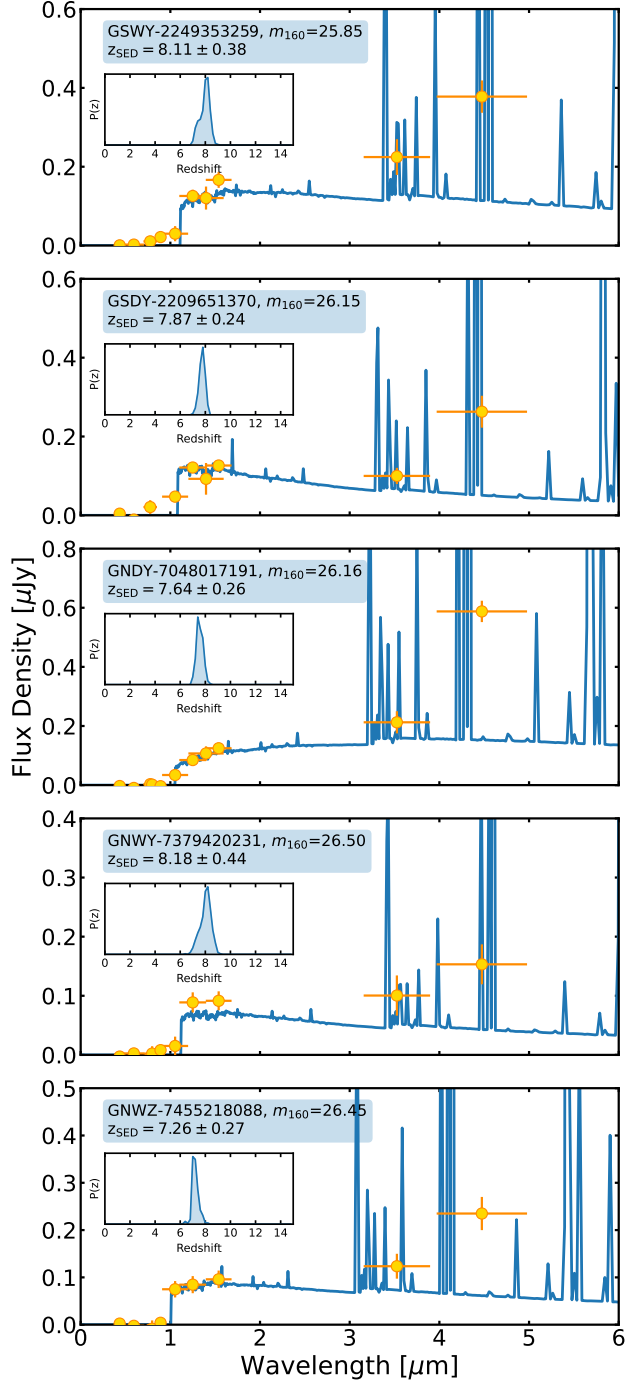 0.6
GSWY-2249353259, m160=25.85
zSED = 8.11 ± 0.38
0.4
P(z)
0 2 4 6 8 10 12 14
Redshift
0.2
0.0
0.6
GSDY-2209651370, m160=26.15
zSED = 7.87 ± 0.24
0.4
P(z)
0 2 4 6 8 10 12 14
Redshift
0.2
0.0
Flux Density [μJy]
0.8
GNDY-7048017191, m160=26.16
zSED = 7.64 ± 0.26
0.6
P(z)
0.4
0 2 4 6 8 10 12 14
Redshift
0.2
0.0
0.4
GNWY-7379420231, m160=26.50
zSED = 8.18 ± 0.44
0.3
P(z)
0.2
0 2 4 6 8 10 12 14
Redshift
0.1
0.0
0.5
GNWZ-7455218088, m160=26.45
zSED = 7.26 ± 0.27
0.4
0.3
P(z)
0 2 4 6 8 10 12 14
Redshift
0.2
0.1
0.0
0 1 2 3 4 5 6
Wavelength [μm]